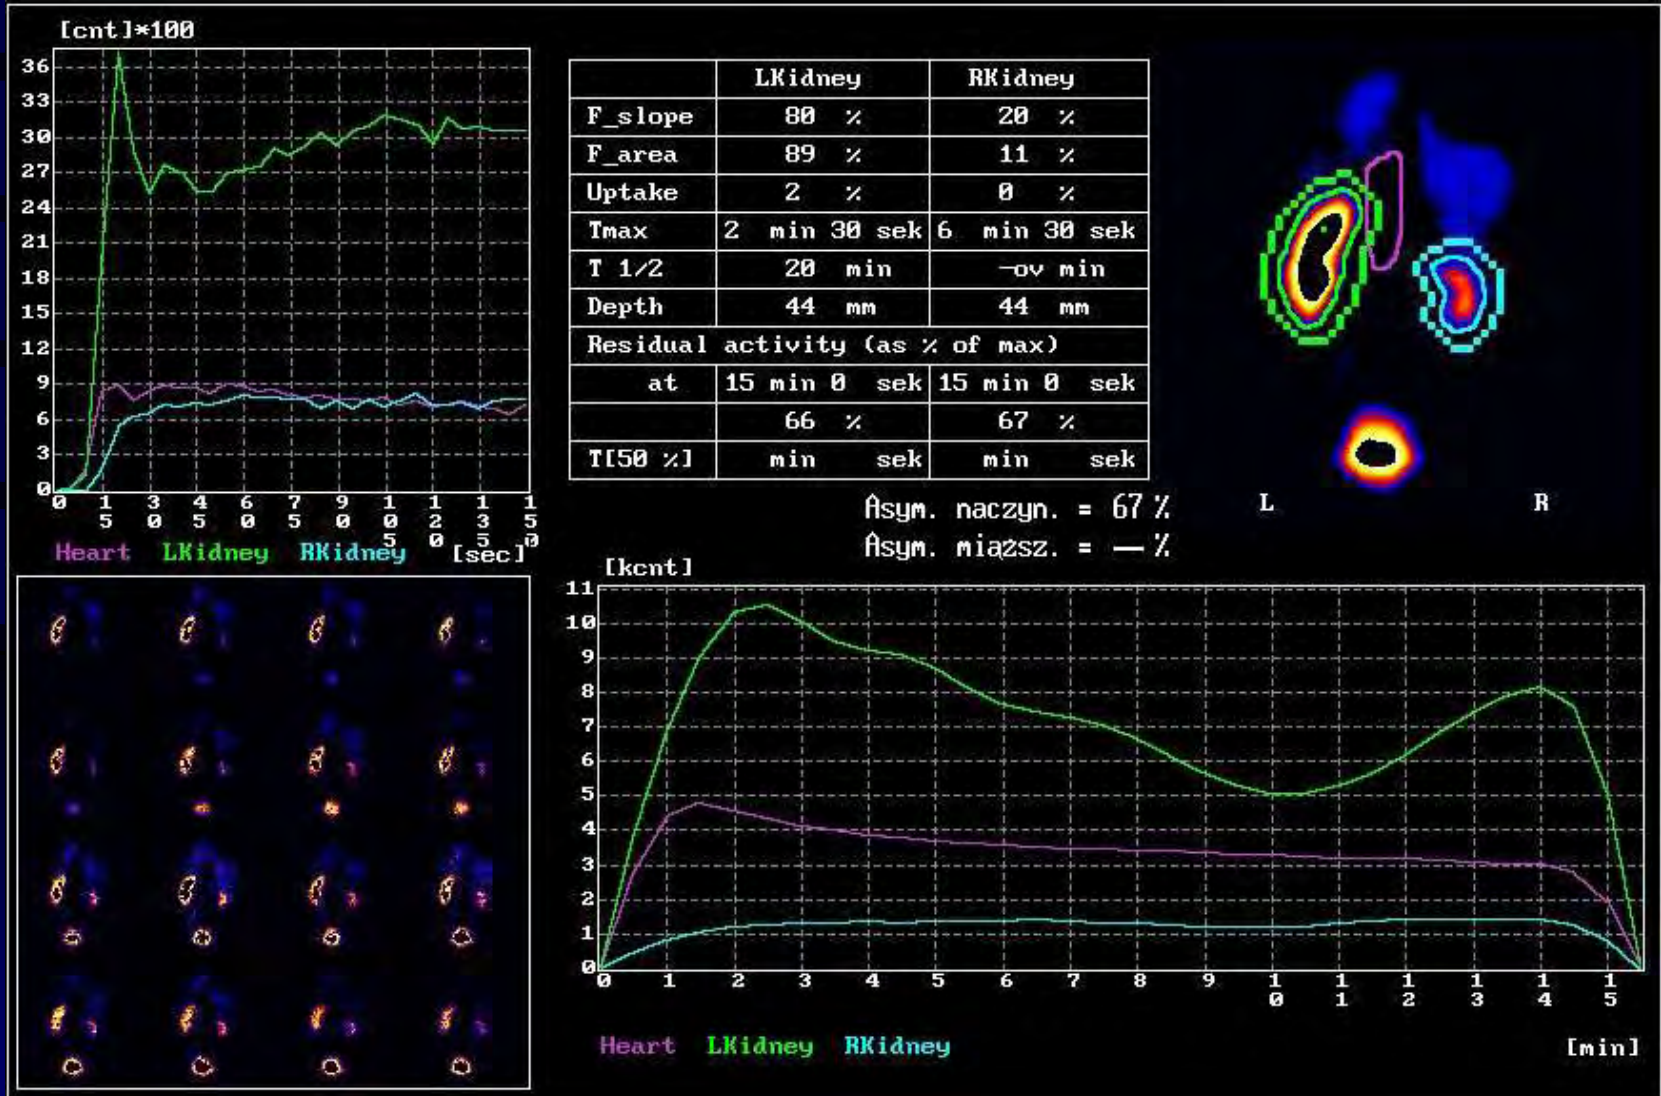 [cnt]*100
36
33
30
27
24
21
18
15
12
9
6
3
0
0 15 30 45 60 75 90 105 120 135 150
Heart LKidney RKidney [sec]
LKidney RKidney
F_slope 80 % 20 %
F_area 89 % 11 %
Uptake 2 % 0 %
Tmax 2 min 30 sek 6 min 30 sek
T 1/2 20 min -ov min
Depth 44 mm 44 mm
Residual activity (as % of max)
at 15 min 0 sek 15 min 0 sek
66 % 67 %
T[50 %] min sek min sek
Asym. naczyn. = 67 %
Asym. miąższ. = — %
L R
[kcnt]
11
10
9
8
7
6
5
4
3
2
1
0
0 1 2 3 4 5 6 7 8 9 10 11 12 13 14 15
Heart LKidney RKidney [min]